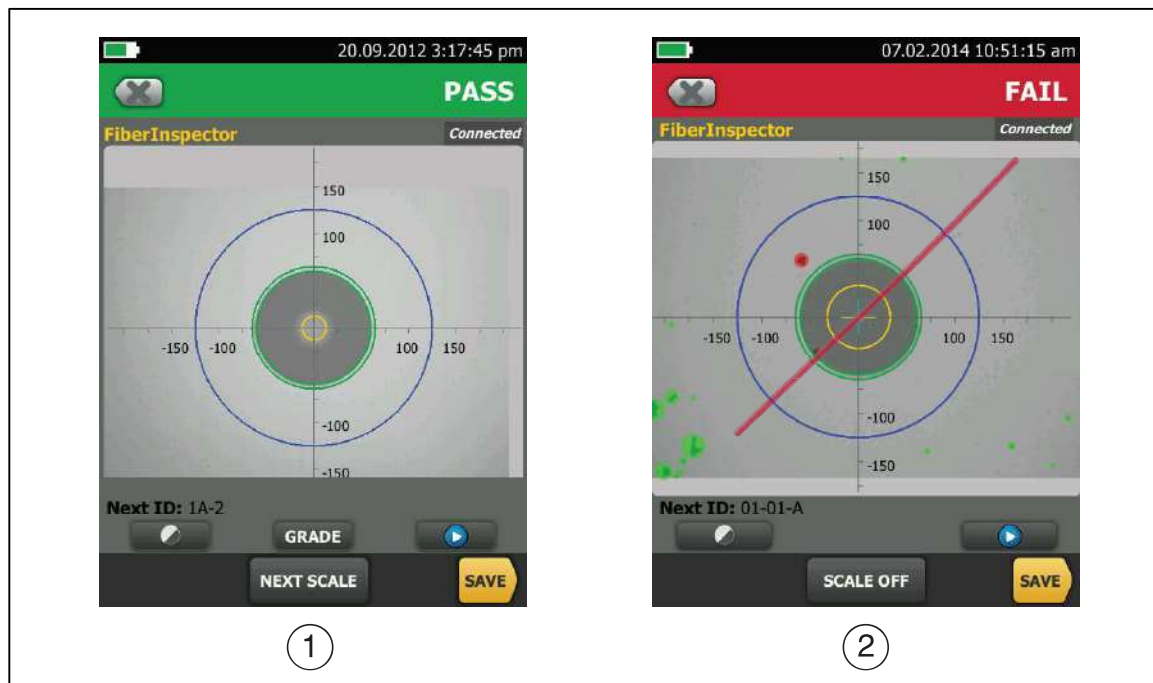 20.09.2012 3:17:45 pm
PASS
FiberInspector
Connected
150
100
-150
-100
100
150
-100
-150
Next ID: 1A-2
GRADE
NEXT SCALE
SAVE
1
07.02.2014 10:51:15 am
FAIL
FiberInspector
Connected
150
100
-150
-100
100
150
-100
-150
Next ID: 01-01-A
SCALE OFF
SAVE
2